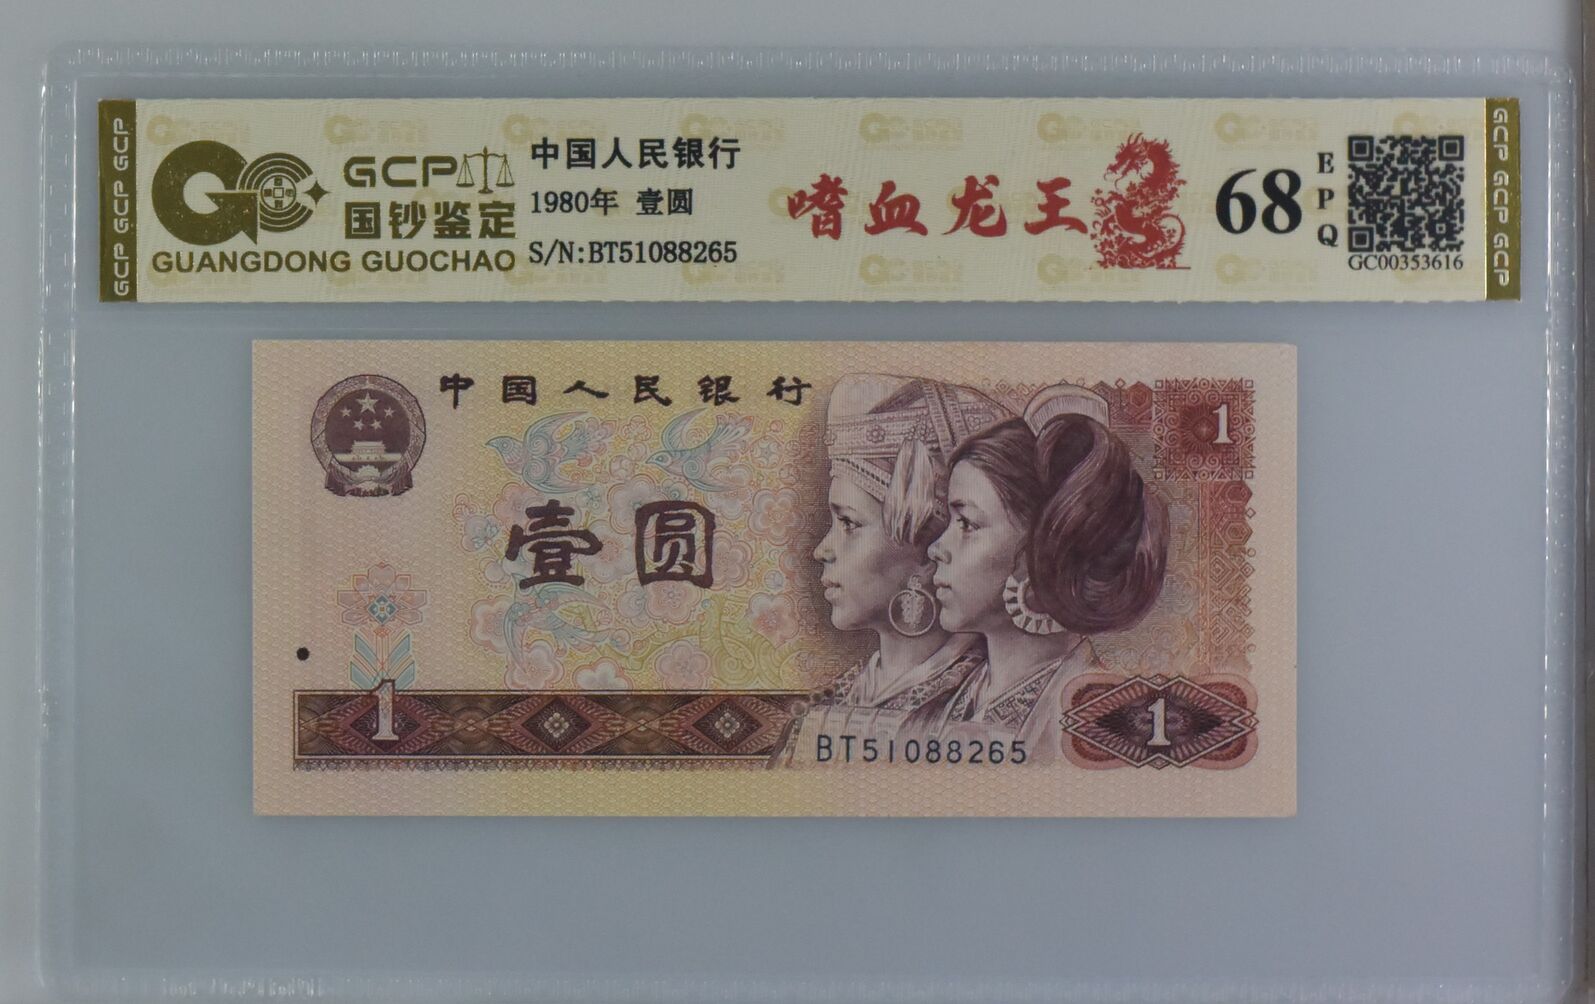 GCP GCP GCP
GCP
国钞鉴定
GUANGDONG GUOCHAO
中国人民银行
1980年 壹圆
S/N:BT51088265
嗜血龙王
68
EPQ
GC00353616
GCP GCP GCP
中国人民银行
1
壹圆
1
BT51088265
1